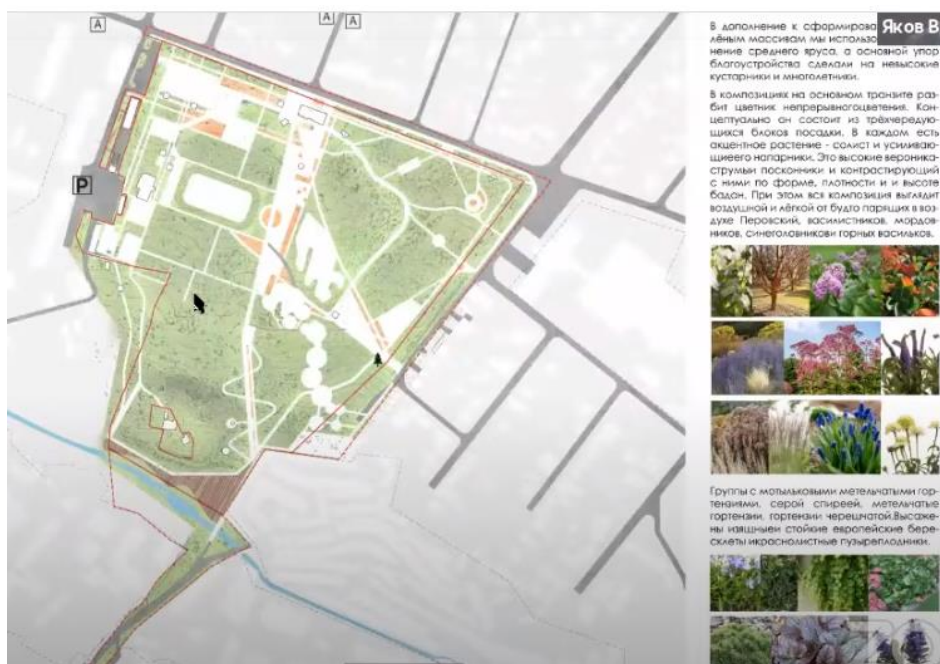 А
А
А
Р
Яков В
В дополнение к сформирова
лёным массивам мы использо
нение среднего яруса, а основной упор
благоустройства сделали на невысокие
кустарники и многолетники.
В композициях на основном транзите раз-
бит цветник непрерывногоцветения. Кон-
цептуально он состоит из трёхчередую-
щихся блоков посадки. В каждом есть
акцентное растение - солист и усиливаю-
щиеего напарники. Это высокие вероника-
струмыи посконники и контрастирующий
с ними по форме, плотности и и высоте
бадан. При этом вся композиция выглядит
воздушной и лёгкой от будто парящих в воз-
духе Перовский, василистников, мордов-
ников, синеголовникови горных васильков.
Группы с мотыльковыми метельчатыми гор-
тензиями, серой спиреей, метельчатые
гортензии, гортензии черешчатой.Высаже-
ны изящныеи стойкие европейские бере-
склеты икраснолистные пузыреплодники.